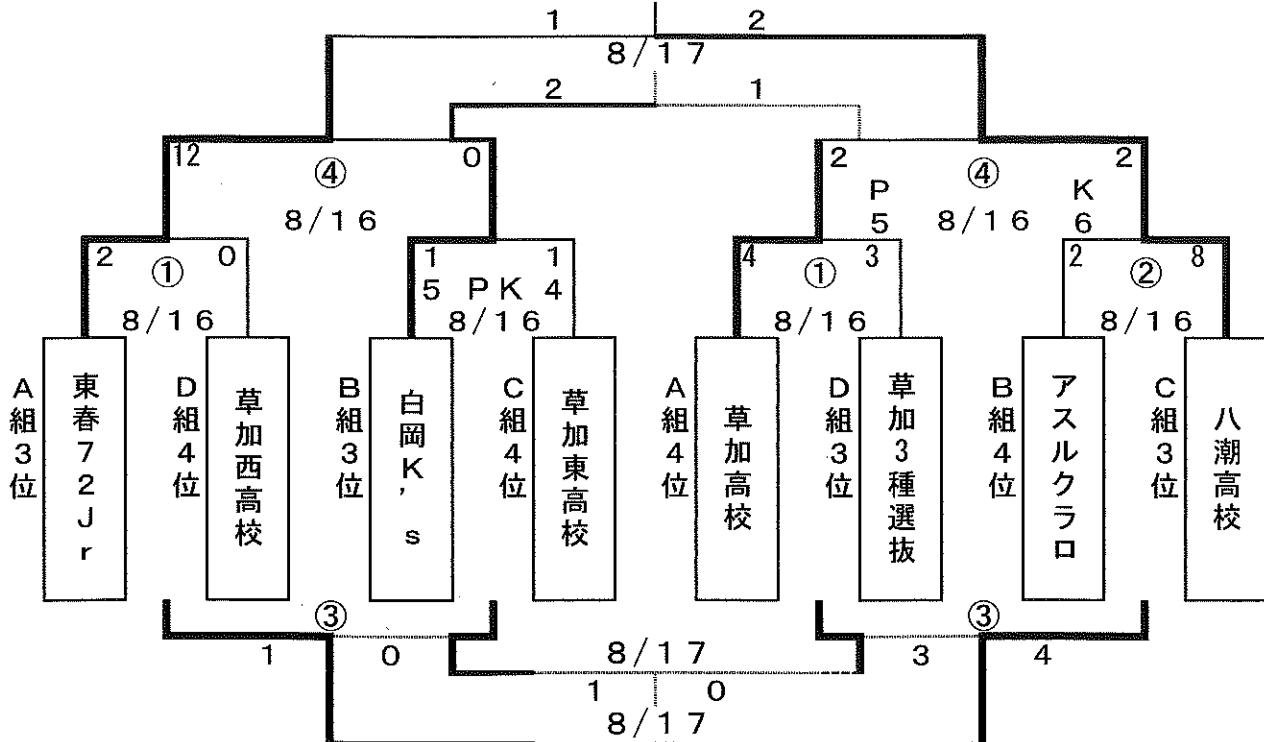 1 2
8/17
2 1
12 ④ 0
8/16
2 ④ 2
P K
5 8/16 6
2 ① 0
8/16
1 1
5 PK 4
8/16
4 ① 3
8/16
2 ② 8
8/16
A組3位
東春72Jr
D組4位
草加西高校
B組3位
白岡K's
C組4位
草加東高校
A組4位
草加高校
D組3位
草加3種選抜
B組4位
アスルクラロ
C組3位
八潮高校
③ ③
1 0 8/17 3 4
1 0
8/17